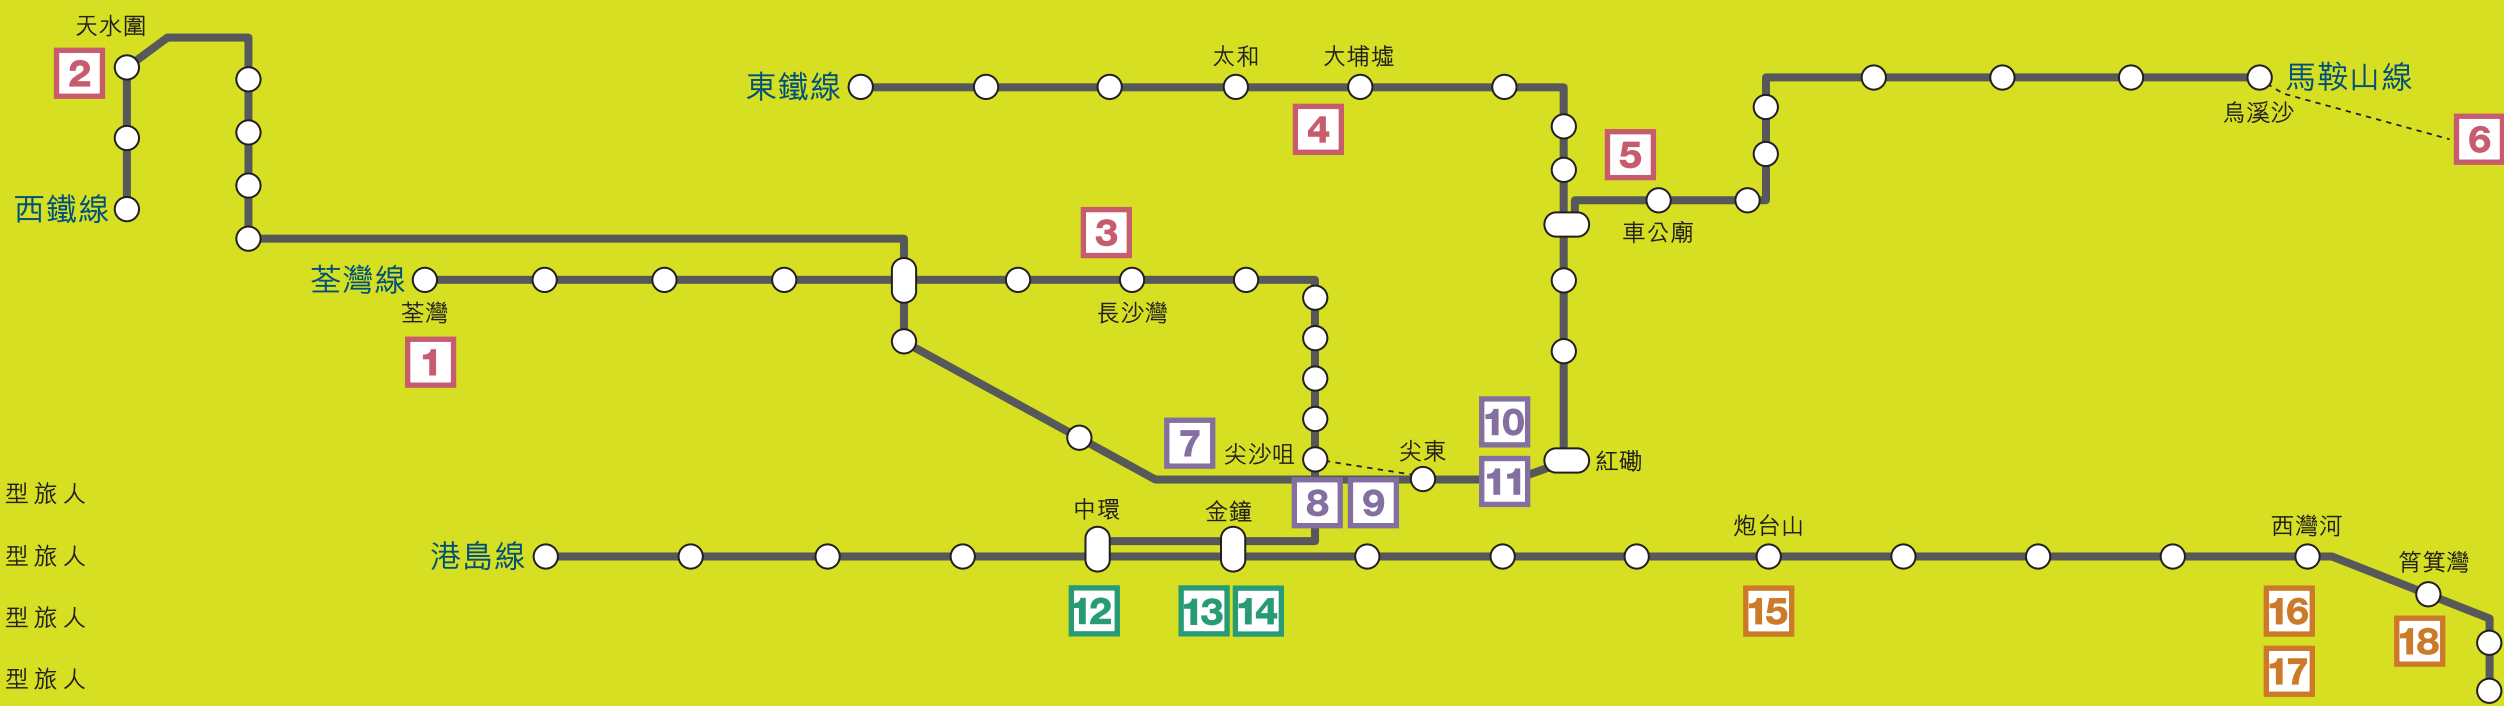 天水圍
2
西鐵線
東鐵線
太和
大埔墟
4
5
車公廟
馬鞍山線
烏溪沙
6
3
荃灣線
荃灣
1
長沙灣
7
尖沙咀
尖東
10
11
紅磡
8
9
型旅人
型旅人
型旅人
型旅人
港島線
中環
金鐘
12
13
14
炮台山
15
西灣河
16
17
筲箕灣
18